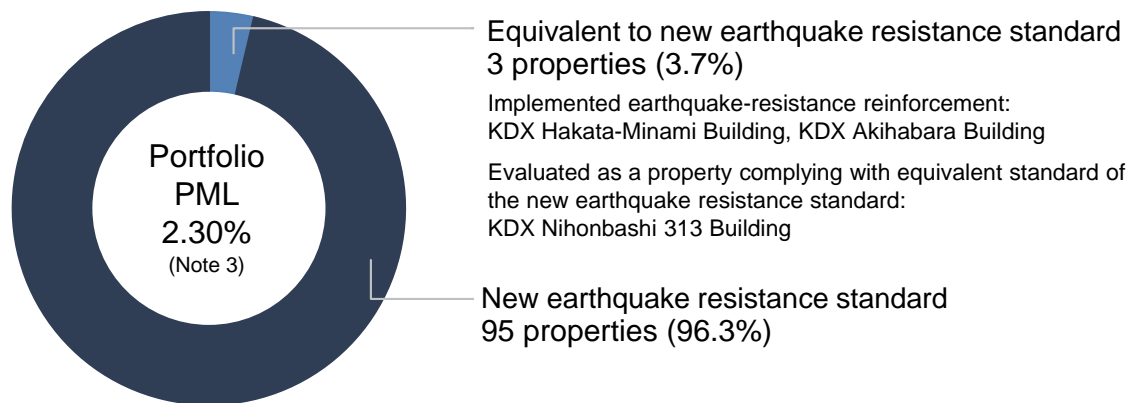 Equivalent to new earthquake resistance standard
3 properties (3.7%)
Implemented earthquake-resistance reinforcement:
KDX Hakata-Minami Building, KDX Akihabara Building
Evaluated as a property complying with equivalent standard of
the new earthquake resistance standard:
KDX Nihonbashi 313 Building
Portfolio
PML
2.30%
(Note 3)
New earthquake resistance standard
95 properties (96.3%)